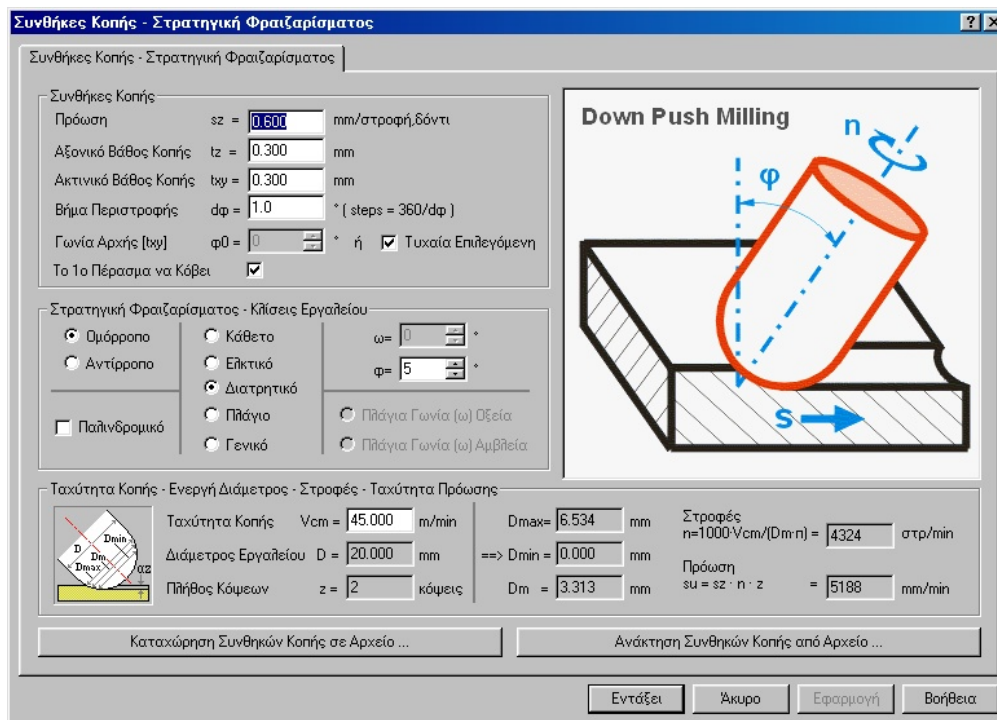 Συνθήκες Κοπής - Στρατηγική Φραιζαρίσματος
Συνθήκες Κοπής - Στρατηγική Φραιζαρίσματος
Συνθήκες Κοπής
Πρόωση sz = 0.600 mm/στροφή,δόντι
Αξονικό Βάθος Κοπής tz = 0.300 mm
Ακτινικό Βάθος Κοπής txy = 0.300 mm
Βήμα Περιστροφής dφ = 1.0 ° ( steps = 360/dφ )
Γωνία Αρχής [txy] φ0 = 0 ° ή Τυχαία Επιλεγόμενη
Το 1ο Πέρασμα να Κόβει
Down Push Milling
n
φ
s
Στρατηγική Φραιζαρίσματος - Κλίσεις Εργαλείου
Ομόρροπο
Αντίρροπο
Παλινδρομικό
Κάθετο
Ελκτικό
Διατρητικό
Πλάγιο
Γενικό
ω= 0 °
φ= 5 °
Πλάγια Γωνία (ω) Οξεία
Πλάγια Γωνία (ω) Αμβλεία
Ταχύτητα Κοπής - Ενεργή Διάμετρος - Στροφές - Ταχύτητα Πρόωσης
D Dmin Dm Dmax αz
Ταχύτητα Κοπής Vcm = 45.000 m/min
Διάμετρος Εργαλείου D = 20.000 mm
Πλήθος Κόψεων z = 2 κόψεις
Dmax= 6.534 mm
==> Dmin = 0.000 mm
Dm = 3.313 mm
Στροφές
n=1000·Vcm/(Dm·π) = 4324 στρ/min
Πρόωση
su = sz · n · z = 5188 mm/min
Καταχώρηση Συνθηκών Κοπής σε Αρχείο ...
Ανάκτηση Συνθηκών Κοπής από Αρχείο ...
Εντάξει
Άκυρο
Εφαρμογή
Βοήθεια